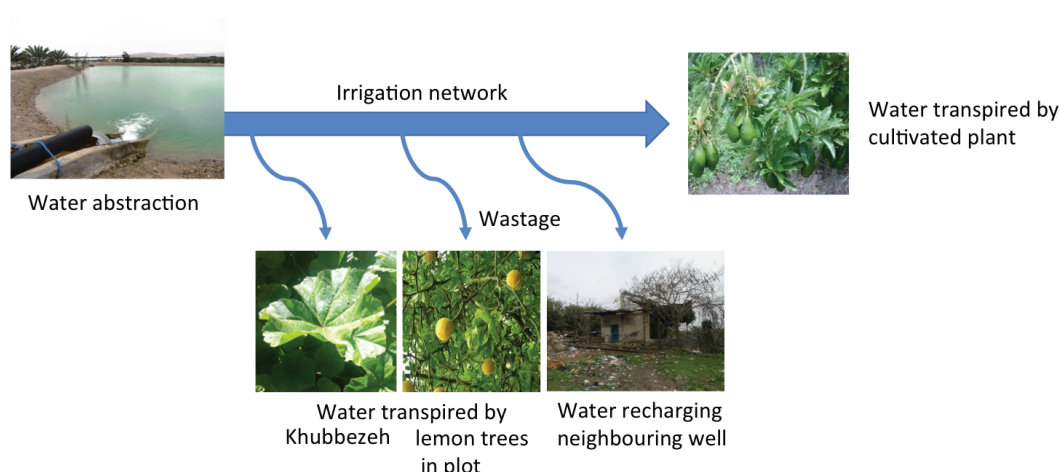 Irrigation network
Water transpired by
cultivated plant
Water abstraction
Wastage
Water transpired by
Khubbezeh
lemon trees
in plot
Water recharging
neighbouring well